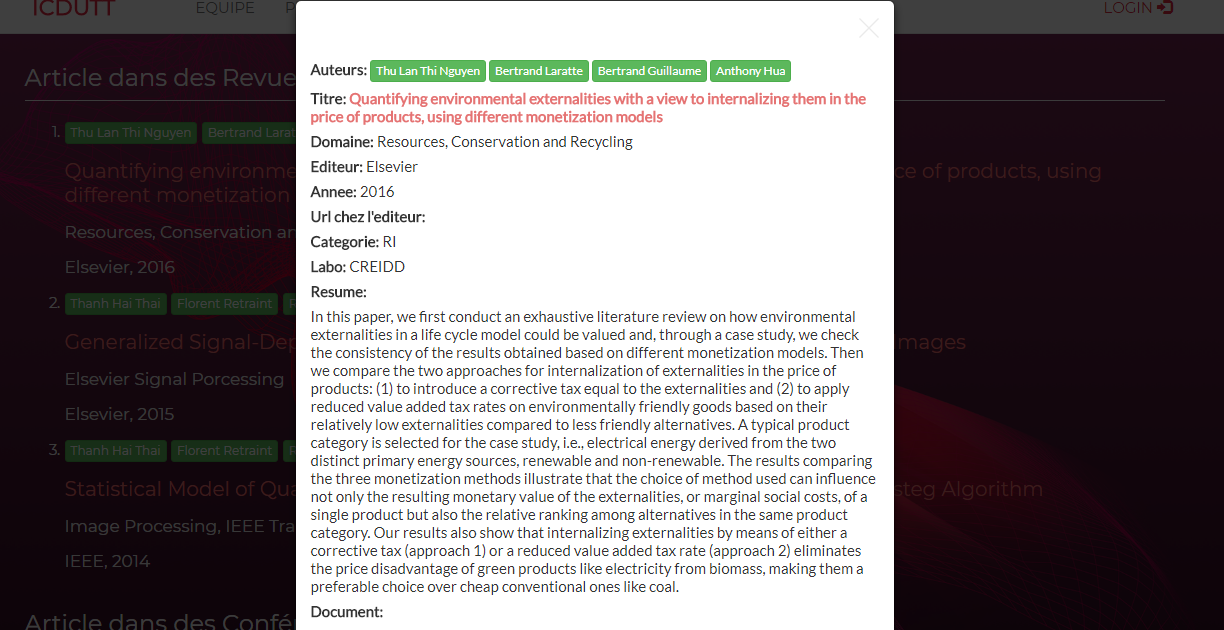 ICDUTT EQUIPE P LOGIN
Article dans des Revue
1. Thu Lan Thi Nguyen Bertrand Laratt
Quantifying environme ce of products, using
different monetization
Resources, Conservation an
Elsevier, 2016
2. Thanh Hai Thai Florent Retraint
Generalized Signal-Dep mages
Elsevier Signal Porcessing
Elsevier, 2015
3. Thanh Hai Thai Florent Retraint
Statistical Model of Qua steg Algorithm
Image Processing, IEEE Tra
IEEE, 2014
Article dans des Confé
Auteurs: Thu Lan Thi Nguyen Bertrand Laratte Bertrand Guillaume Anthony Hua
Titre: Quantifying environmental externalities with a view to internalizing them in the
price of products, using different monetization models
Domaine: Resources, Conservation and Recycling
Editeur: Elsevier
Annee: 2016
Url chez l'editeur:
Categorie: RI
Labo: CREIDD
Resume:
In this paper, we first conduct an exhaustive literature review on how environmental
externalities in a life cycle model could be valued and, through a case study, we check
the consistency of the results obtained based on different monetization models. Then
we compare the two approaches for internalization of externalities in the price of
products: (1) to introduce a corrective tax equal to the externalities and (2) to apply
reduced value added tax rates on environmentally friendly goods based on their
relatively low externalities compared to less friendly alternatives. A typical product
category is selected for the case study, i.e., electrical energy derived from the two
distinct primary energy sources, renewable and non-renewable. The results comparing
the three monetization methods illustrate that the choice of method used can influence
not only the resulting monetary value of the externalities, or marginal social costs, of a
single product but also the relative ranking among alternatives in the same product
category. Our results also show that internalizing externalities by means of either a
corrective tax (approach 1) or a reduced value added tax rate (approach 2) eliminates
the price disadvantage of green products like electricity from biomass, making them a
preferable choice over cheap conventional ones like coal.
Document: